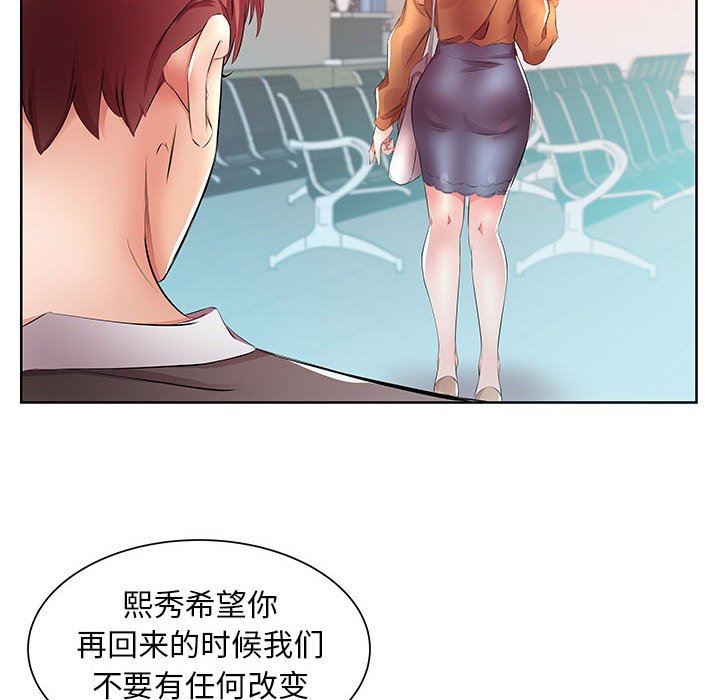 熙秀希望你
再回来的时候我们
不要有任何改变